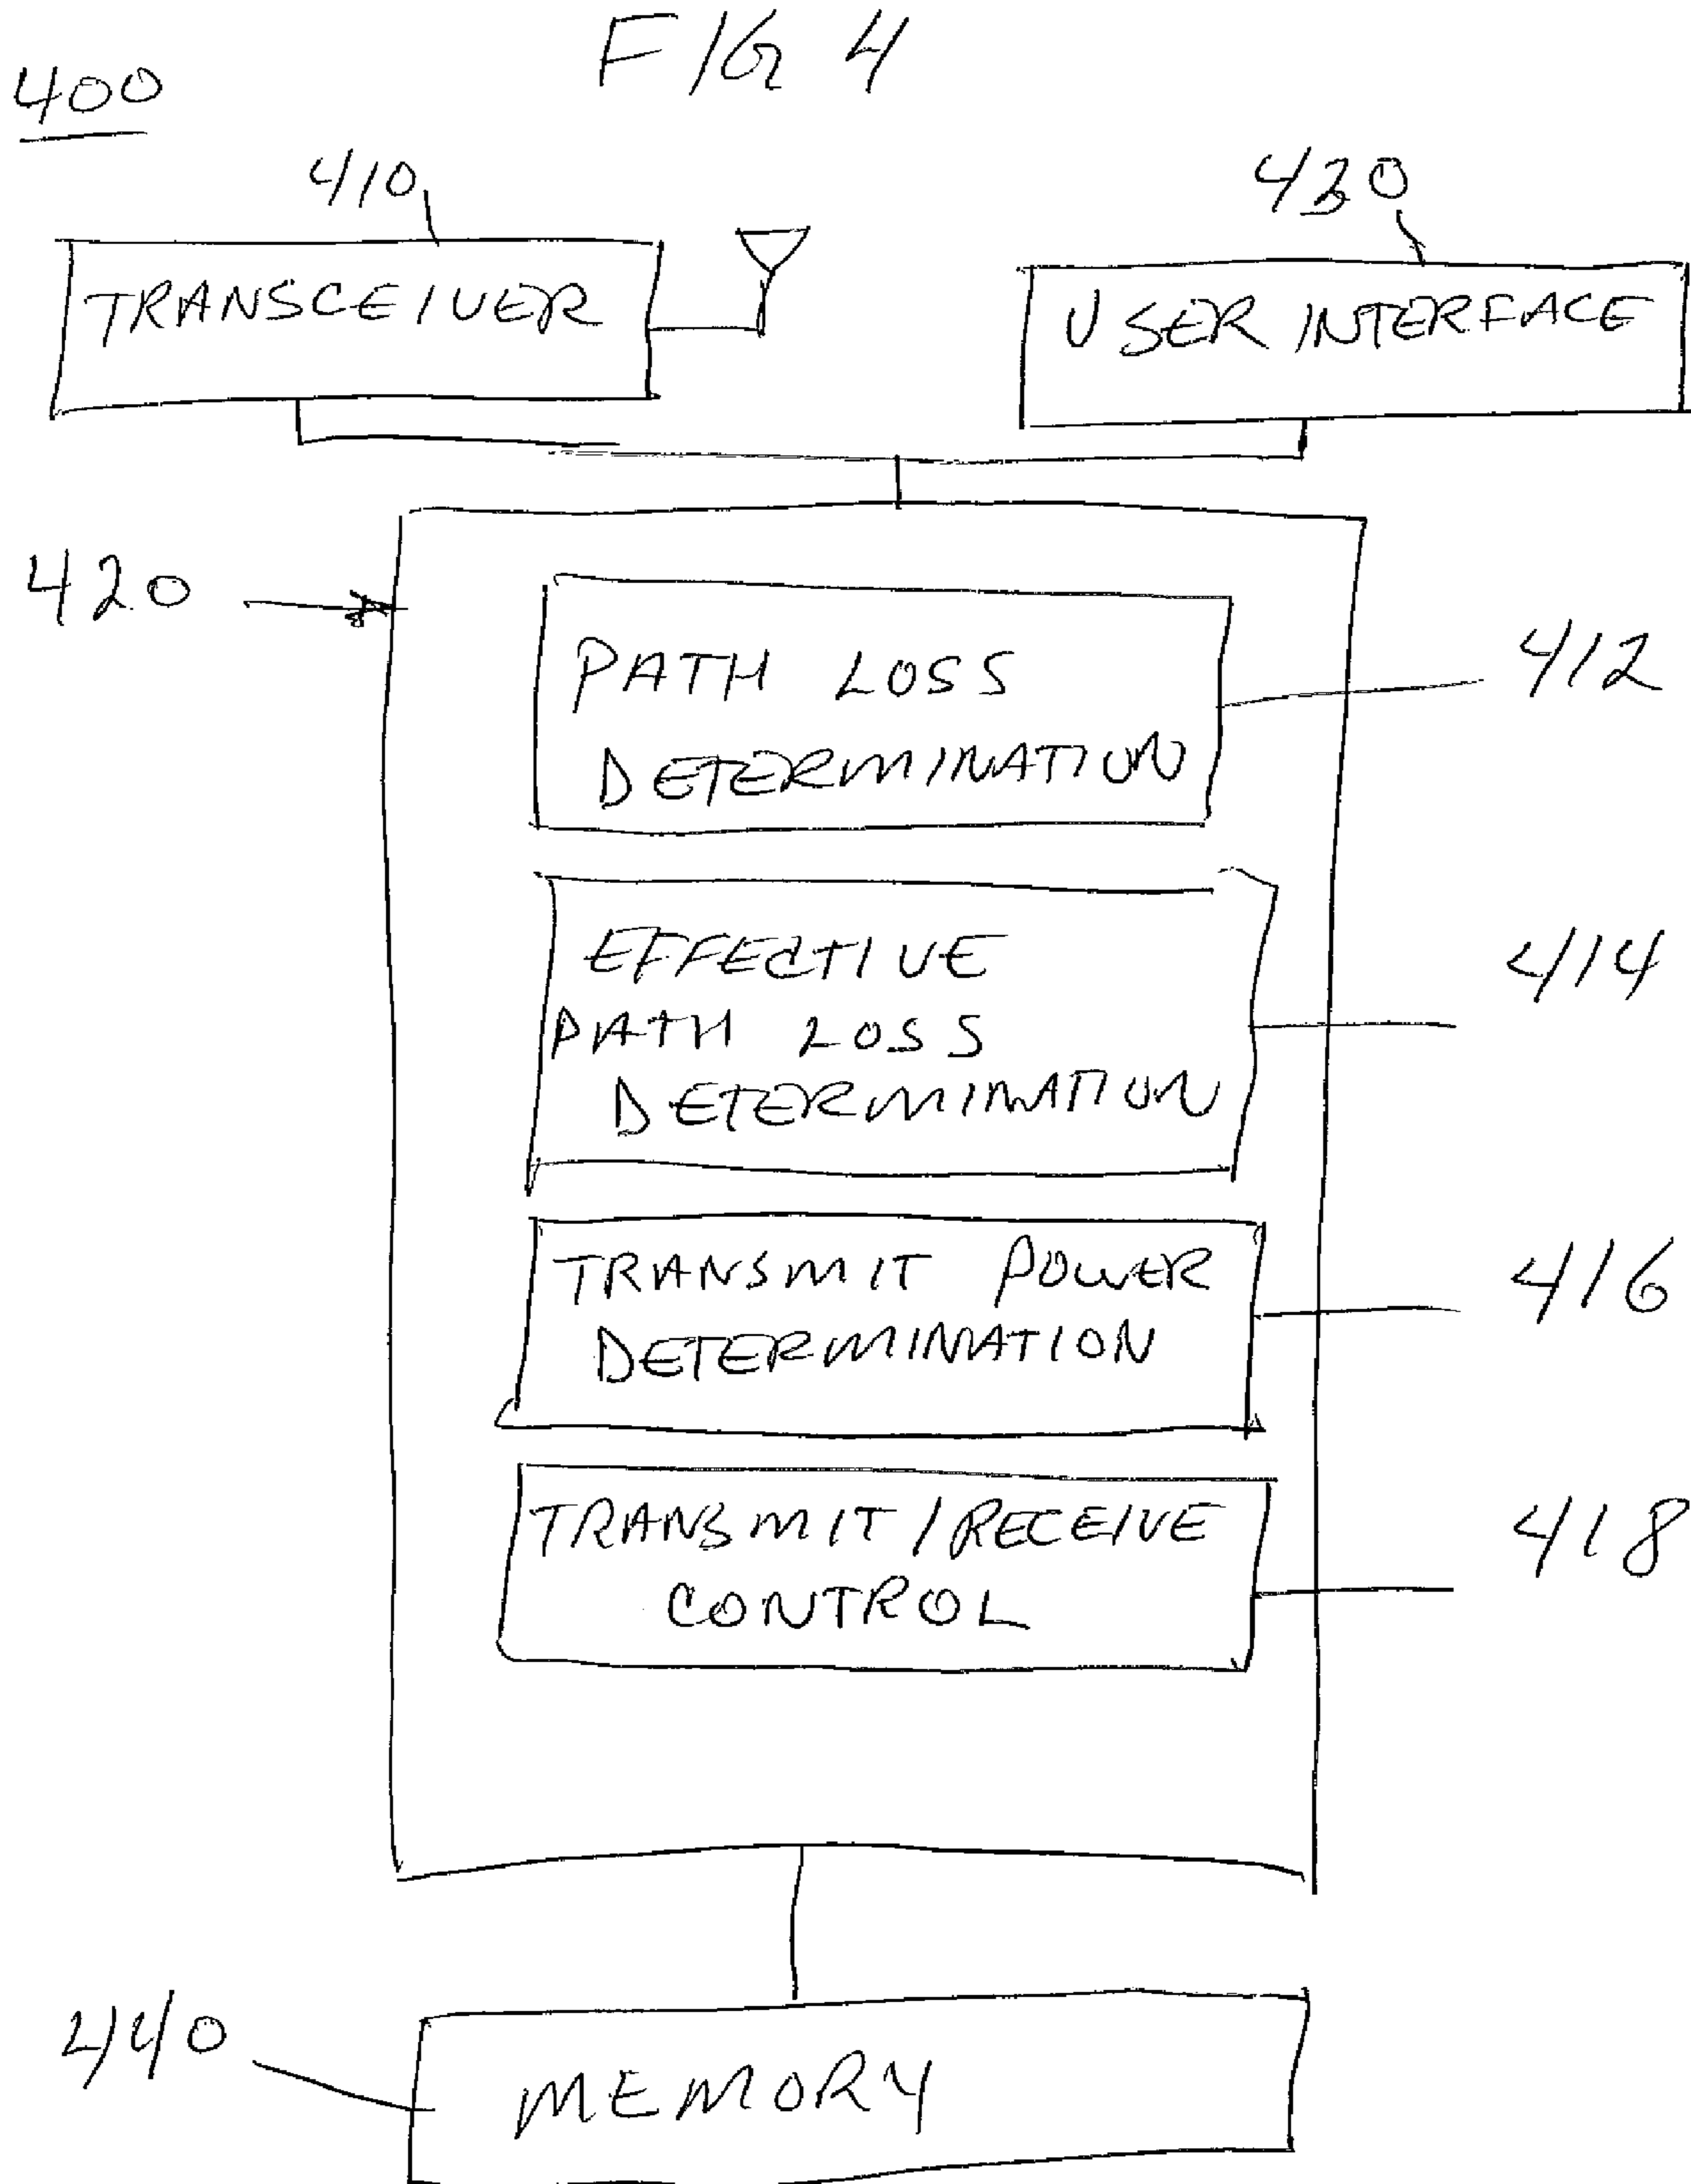 FIG 4
400
410
430
TRANSCEIVER
USER INTERFACE
420
PATH LOSS
DETERMINATION
412
EFFECTIVE
PATH LOSS
DETERMINATION
414
TRANSMIT POWER
DETERMINATION
416
TRANSMIT / RECEIVE
CONTROL
418
440
MEMORY